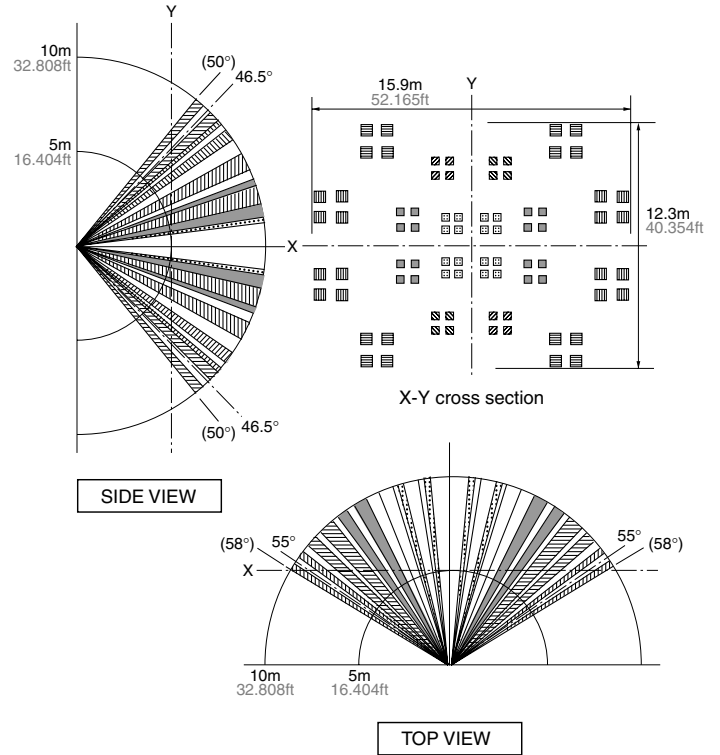 Y
10m
32.808ft
(50°)
46.5°
5m
16.404ft
X
(50°)
46.5°
SIDE VIEW
Y
15.9m
52.165ft
12.3m
40.354ft
X-Y cross section
(58°)
55°
X
55°
(58°)
10m
32.808ft
5m
16.404ft
TOP VIEW